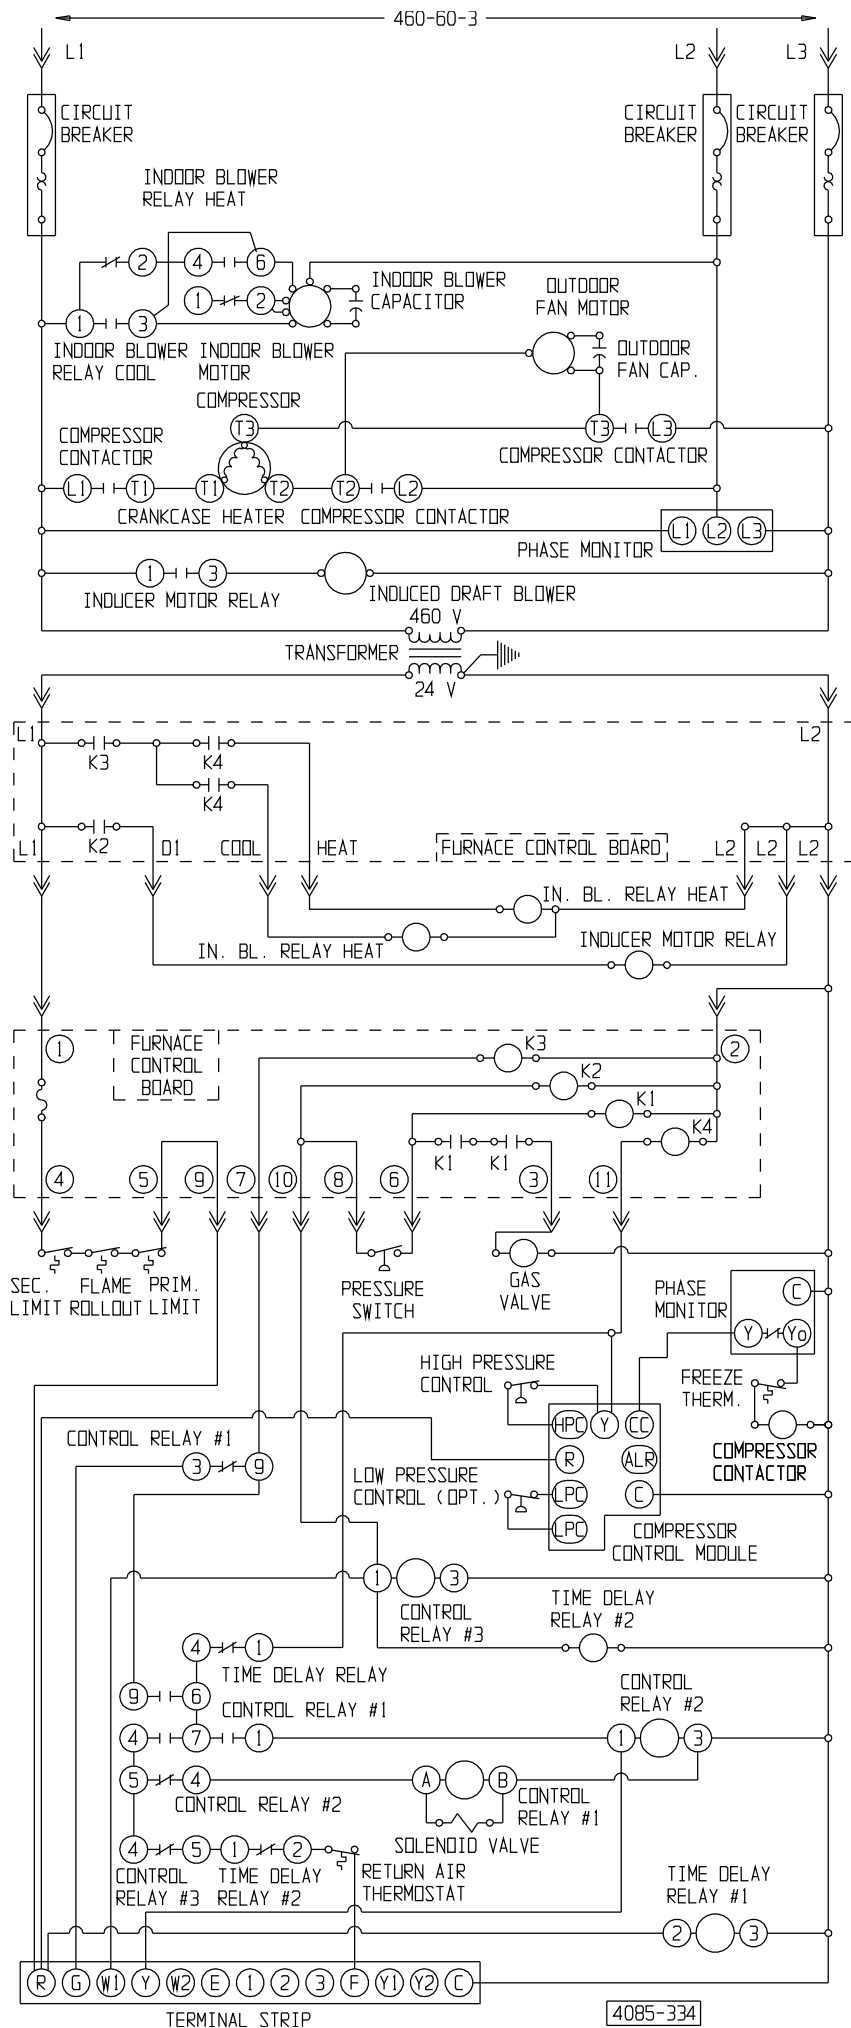 460-60-3
L1
L2
L3
CIRCUIT
BREAKER
CIRCUIT
BREAKER
CIRCUIT
BREAKER
INDOOR BLOWER
RELAY HEAT
2
4
6
1
2
INDOOR BLOWER
CAPACITOR
OUTDOOR
FAN MOTOR
1
3
INDOOR BLOWER
RELAY COOL
INDOOR BLOWER
MOTOR
OUTDOOR
FAN CAP.
COMPRESSOR
T3
T3
L3
COMPRESSOR
CONTACTOR
COMPRESSOR CONTACTOR
L1
T1
T1
T2
T2
L2
CRANKCASE HEATER
COMPRESSOR CONTACTOR
L1
L2
L3
PHASE MONITOR
1
3
INDUCER MOTOR RELAY
INDUCED DRAFT BLOWER
460 V
TRANSFORMER
24 V
L1
L2
K3
K4
K4
L1
K2
D1
COOL
HEAT
FURNACE CONTROL BOARD
L2
L2
L2
IN. BL. RELAY HEAT
IN. BL. RELAY HEAT
INDUCER MOTOR RELAY
1
FURNACE
CONTROL
BOARD
K3
2
K2
K1
K4
K1
K1
4
5
9
7
10
8
6
3
11
SEC.
LIMIT
FLAME
ROLLOUT
PRIM.
LIMIT
PRESSURE
SWITCH
GAS
VALVE
PHASE
MONITOR
C
Y
Yo
HIGH PRESSURE
CONTROL
FREEZE
THERM.
HPC
Y
CC
CONTROL RELAY #1
COMPRESSOR
CONTACTOR
3
9
R
ALR
LOW PRESSURE
CONTROL (OPT.)
LPC
C
LPC
COMPRESSOR
CONTROL MODULE
1
3
CONTROL
RELAY #3
TIME DELAY
RELAY #2
4
1
TIME DELAY RELAY
9
6
CONTROL RELAY #1
CONTROL
RELAY #2
4
7
1
1
3
5
4
A
B
CONTROL RELAY #2
CONTROL
RELAY #1
SOLENOID VALVE
4
5
1
2
CONTROL
RELAY #3
TIME DELAY
RELAY #2
RETURN AIR
THERMOSTAT
TIME DELAY
RELAY #1
2
3
R G W1 Y W2 E 1 2 3 F Y1 Y2 C
TERMINAL STRIP
4085-334